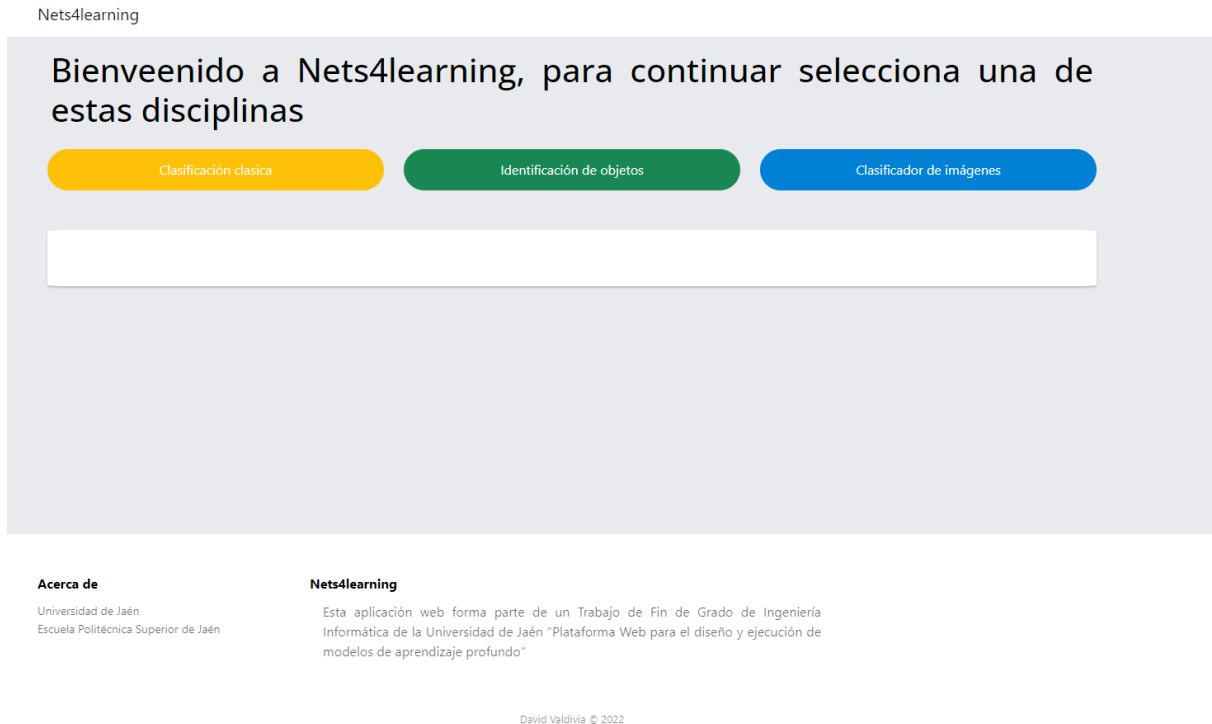 Nets4learning
Bienveenido a Nets4learning, para continuar selecciona una de
estas disciplinas
Clasificación clasica
Identificación de objetos
Clasificador de imágenes
Acerca de
Universidad de Jaén
Escuela Politécnica Superior de Jaén
Nets4learning
Esta aplicación web forma parte de un Trabajo de Fin de Grado de Ingeniería
Informática de la Universidad de Jaén "Plataforma Web para el diseño y ejecución de
modelos de aprendizaje profundo"
David Valdivia © 2022